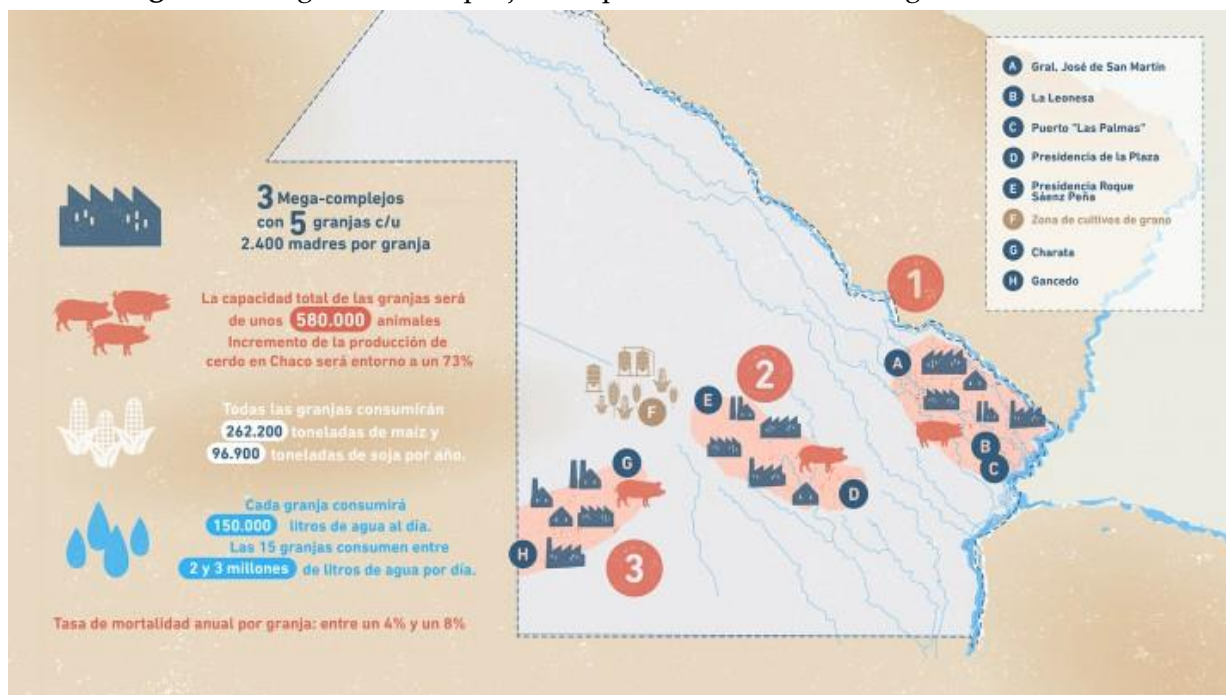 3 Mega-complejos
con 5 granjas c/u
2.400 madres por granja
La capacidad total de las granjas será
de unos 580.000 animales
Incremento de la producción de
cerdo en Chaco será entorno a un 73%
Todas las granjas consumirán
262.200 toneladas de maíz y
96.900 toneladas de soja por año.
Cada granja consumirá
150.000 litros de agua al día.
Las 15 granjas consumen entre
2 y 3 millones de litros de agua por día.
Tasa de mortalidad anual por granja: entre un 4% y un 8%
1
A
B
C
2
E
D
F
G
H
3
A Gral. José de San Martín
B La Leonesa
C Puerto "Las Palmas"
D Presidencia de la Plaza
E Presidencia Roque
Sáenz Peña
F Zona de cultivos de grano
G Charata
H Gancedo